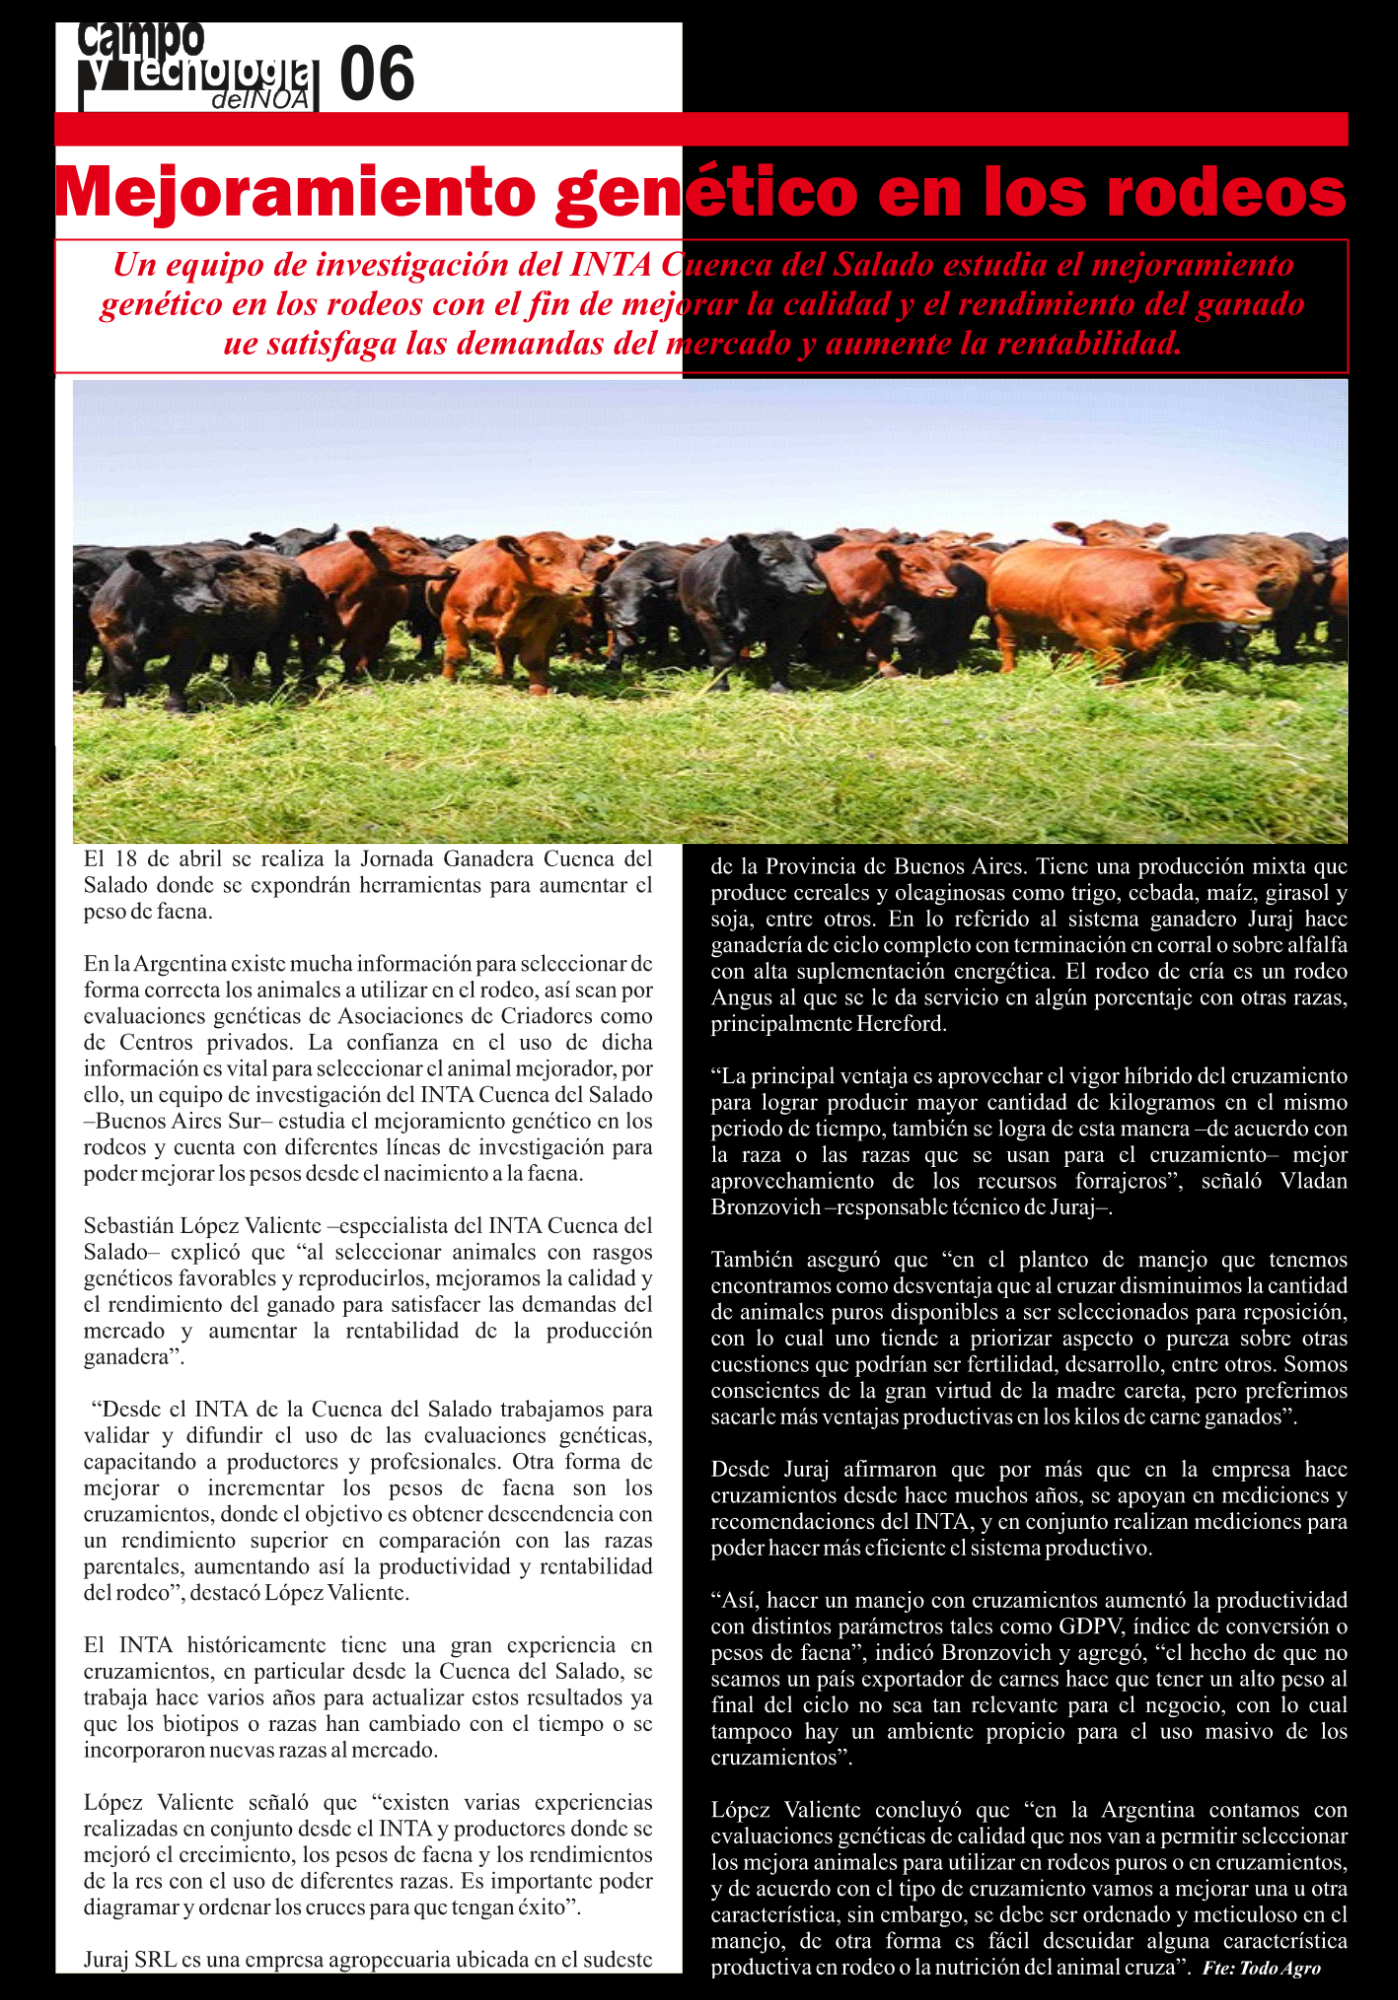 campo
y Tecnología
delNOA
06
Mejoramiento genético en los rodeos
Un equipo de investigación del INTA Cuenca del Salado estudia el mejoramiento
genético en los rodeos con el fin de mejorar la calidad y el rendimiento del ganado
ue satisfaga las demandas del mercado y aumente la rentabilidad.
El 18 de abril se realiza la Jornada Ganadera Cuenca del
Salado donde se expondrán herramientas para aumentar el
peso de faena.
En la Argentina existe mucha información para seleccionar de
forma correcta los animales a utilizar en el rodeo, así sean por
evaluaciones genéticas de Asociaciones de Criadores como
de Centros privados. La confianza en el uso de dicha
información es vital para seleccionar el animal mejorador, por
ello, un equipo de investigación del INTA Cuenca del Salado
–Buenos Aires Sur– estudia el mejoramiento genético en los
rodeos y cuenta con diferentes líneas de investigación para
poder mejorar los pesos desde el nacimiento a la faena.
Sebastián López Valiente –especialista del INTA Cuenca del
Salado– explicó que “al seleccionar animales con rasgos
genéticos favorables y reproducirlos, mejoramos la calidad y
el rendimiento del ganado para satisfacer las demandas del
mercado y aumentar la rentabilidad de la producción
ganadera”.
“Desde el INTA de la Cuenca del Salado trabajamos para
validar y difundir el uso de las evaluaciones genéticas,
capacitando a productores y profesionales. Otra forma de
mejorar o incrementar los pesos de faena son los
cruzamientos, donde el objetivo es obtener descendencia con
un rendimiento superior en comparación con las razas
parentales, aumentando así la productividad y rentabilidad
del rodeo”, destacó López Valiente.
El INTA históricamente tiene una gran experiencia en
cruzamientos, en particular desde la Cuenca del Salado, se
trabaja hace varios años para actualizar estos resultados ya
que los biotipos o razas han cambiado con el tiempo o se
incorporaron nuevas razas al mercado.
López Valiente señaló que “existen varias experiencias
realizadas en conjunto desde el INTA y productores donde se
mejoró el crecimiento, los pesos de faena y los rendimientos
de la res con el uso de diferentes razas. Es importante poder
diagramar y ordenar los cruces para que tengan éxito”.
Juraj SRL es una empresa agropecuaria ubicada en el sudeste
de la Provincia de Buenos Aires. Tiene una producción mixta que
produce cereales y oleaginosas como trigo, cebada, maíz, girasol y
soja, entre otros. En lo referido al sistema ganadero Juraj hace
ganadería de ciclo completo con terminación en corral o sobre alfalfa
con alta suplementación energética. El rodeo de cría es un rodeo
Angus al que se le da servicio en algún porcentaje con otras razas,
principalmente Hereford.
“La principal ventaja es aprovechar el vigor híbrido del cruzamiento
para lograr producir mayor cantidad de kilogramos en el mismo
periodo de tiempo, también se logra de esta manera –de acuerdo con
la raza o las razas que se usan para el cruzamiento– mejor
aprovechamiento de los recursos forrajeros”, señaló Vladan
Bronzovich –responsable técnico de Juraj–.
También aseguró que “en el planteo de manejo que tenemos
encontramos como desventaja que al cruzar disminuimos la cantidad
de animales puros disponibles a ser seleccionados para reposición,
con lo cual uno tiende a priorizar aspecto o pureza sobre otras
cuestiones que podrían ser fertilidad, desarrollo, entre otros. Somos
conscientes de la gran virtud de la madre careta, pero preferimos
sacarle más ventajas productivas en los kilos de carne ganados”.
Desde Juraj afirmaron que por más que en la empresa hace
cruzamientos desde hace muchos años, se apoyan en mediciones y
recomendaciones del INTA, y en conjunto realizan mediciones para
poder hacer más eficiente el sistema productivo.
“Así, hacer un manejo con cruzamientos aumentó la productividad
con distintos parámetros tales como GDPV, índice de conversión o
pesos de faena”, indicó Bronzovich y agregó, “el hecho de que no
seamos un país exportador de carnes hace que tener un alto peso al
final del ciclo no sea tan relevante para el negocio, con lo cual
tampoco hay un ambiente propicio para el uso masivo de los
cruzamientos”.
López Valiente concluyó que “en la Argentina contamos con
evaluaciones genéticas de calidad que nos van a permitir seleccionar
los mejora animales para utilizar en rodeos puros o en cruzamientos,
y de acuerdo con el tipo de cruzamiento vamos a mejorar una u otra
característica, sin embargo, se debe ser ordenado y meticuloso en el
manejo, de otra forma es fácil descuidar alguna característica
productiva en rodeo o la nutrición del animal cruza”. Fte: Todo Agro